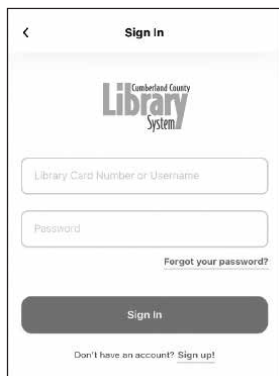 Sign In
Cumberland County
Library
System
Library Card Number or Username
Password
Forgot your password?
Sign In
Don't have an account? Sign up!